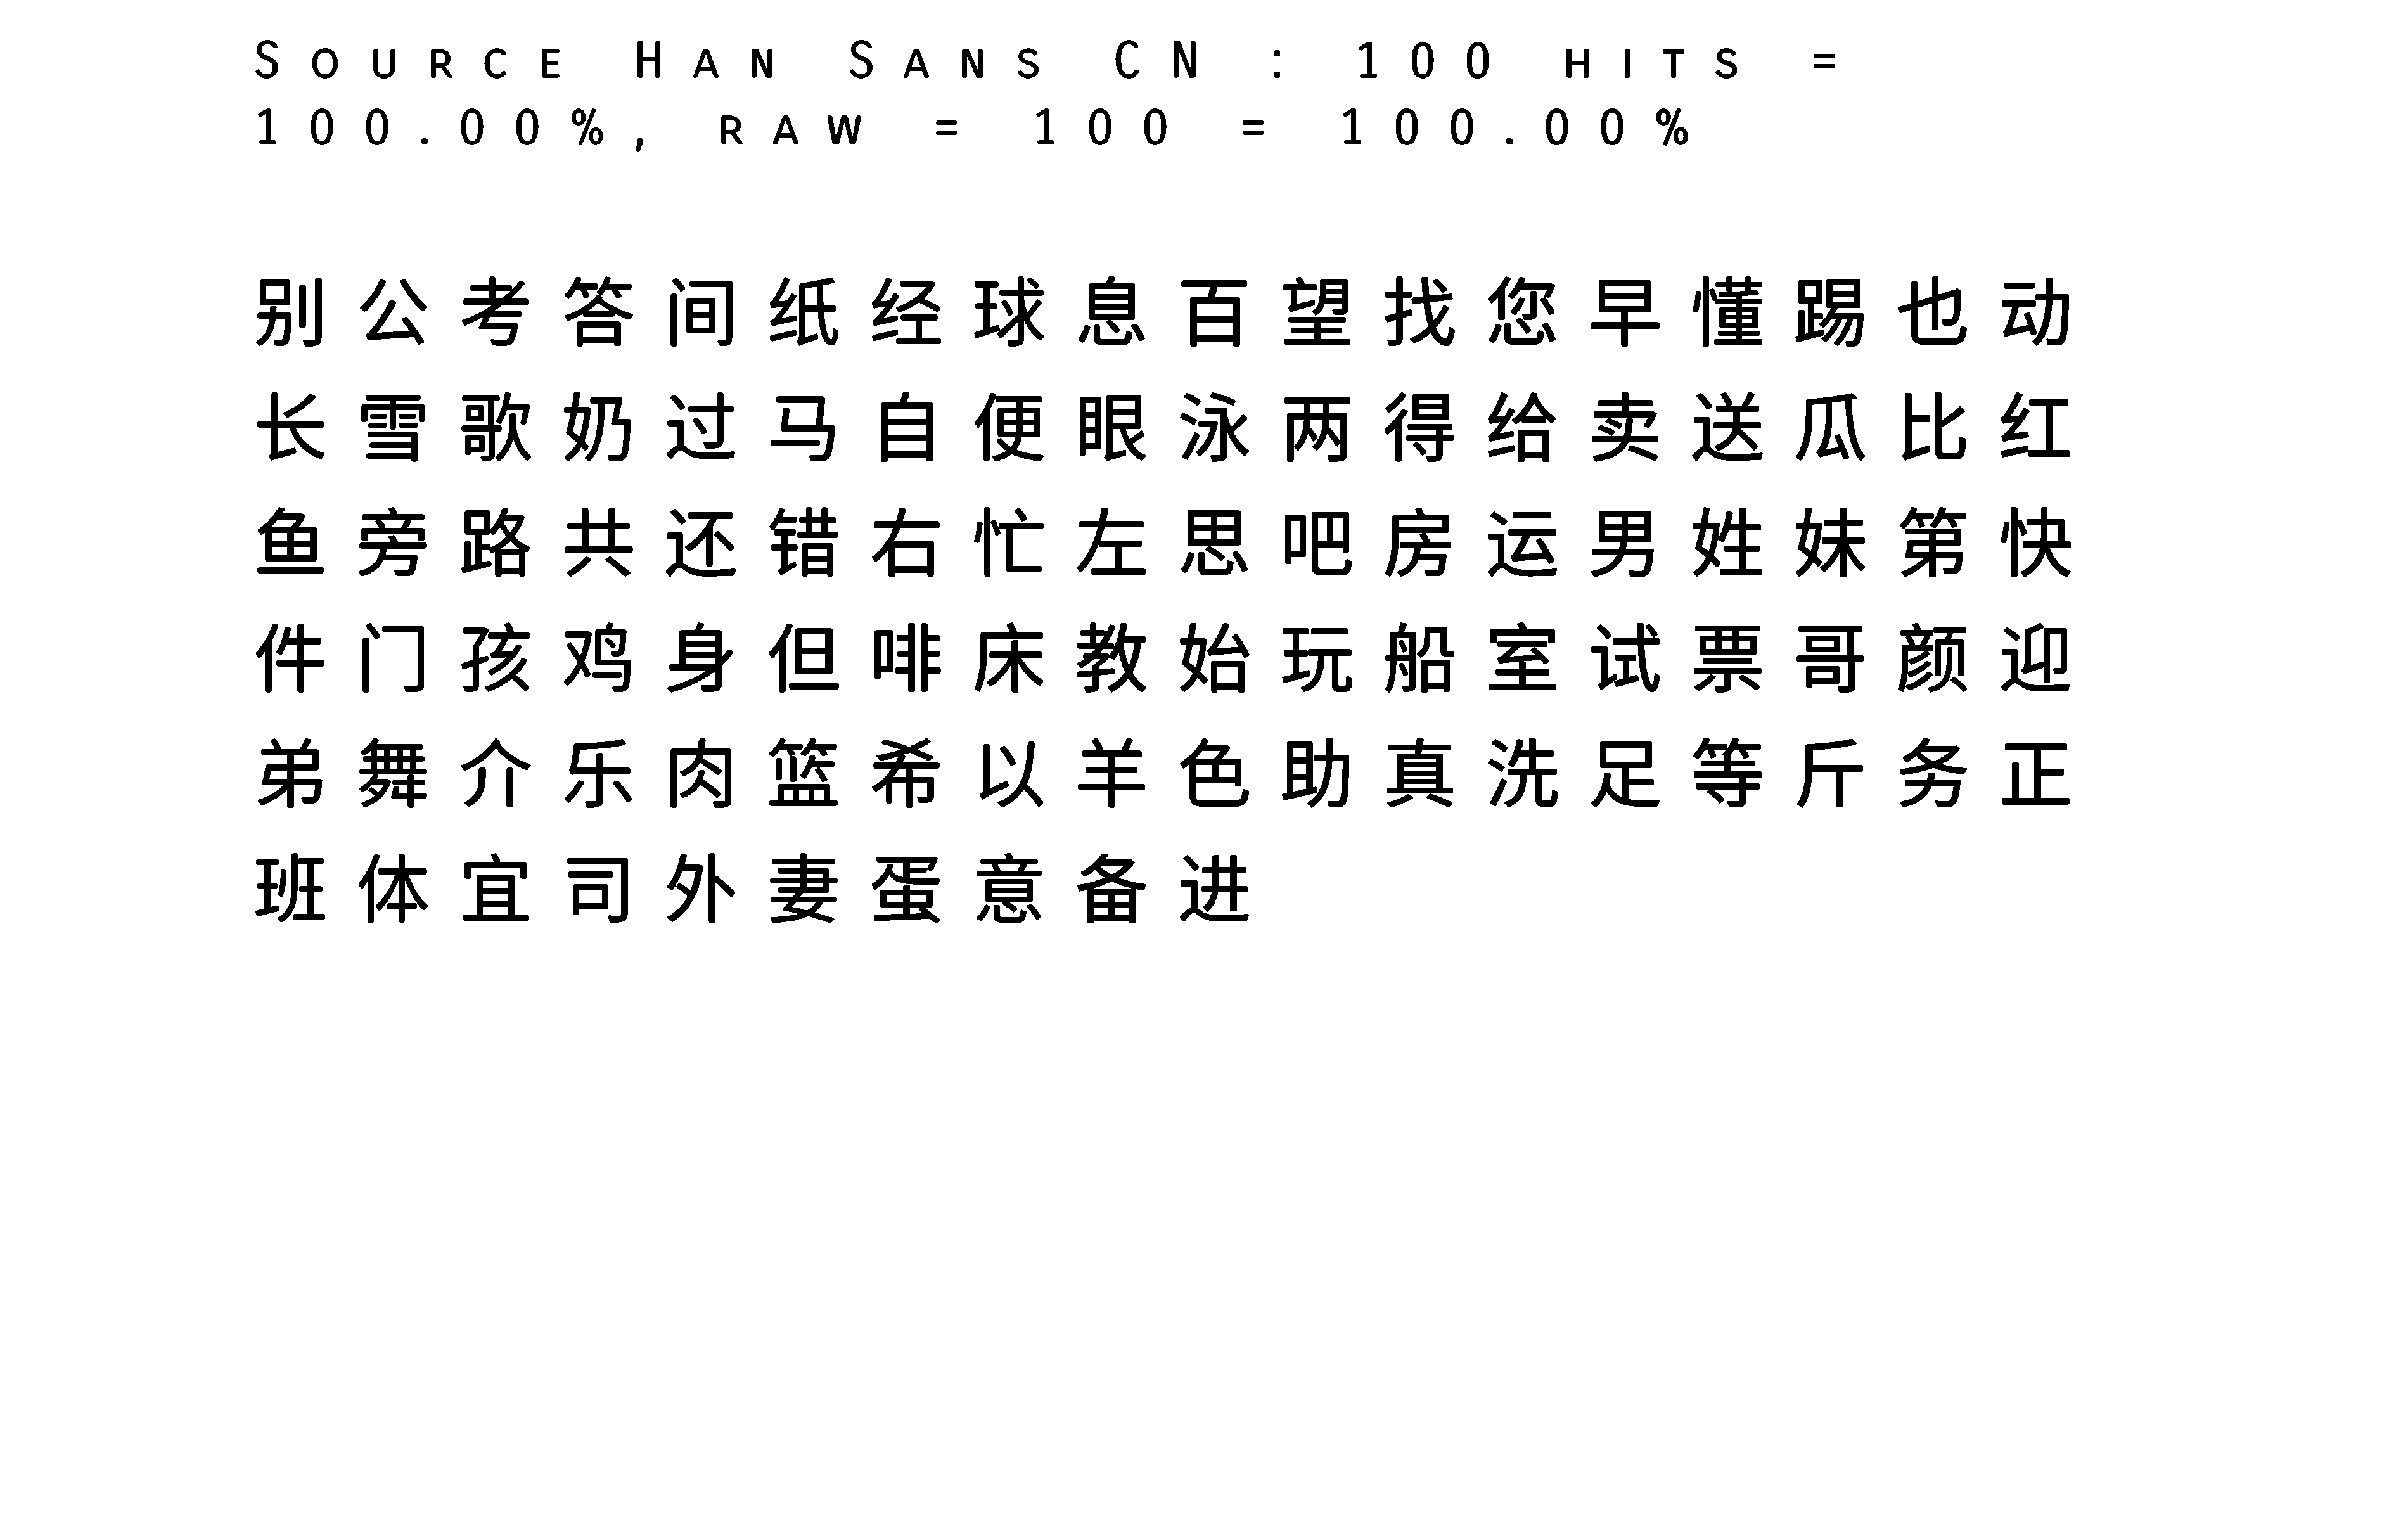 Source Han Sans CN : 100 hits =
100.00%, raw = 100 = 100.00%
别公考答间纸经球息百望找您早懂踢也动
长雪歌奶过马自便眼泳两得给卖送瓜比红
鱼旁路共还错右忙左思吧房运男姓妹第快
件门孩鸡身但啡床教始玩船室试票哥颜迎
弟舞介乐肉篮希以羊色助真洗足等斤务正
班体宜司外妻蛋意备进